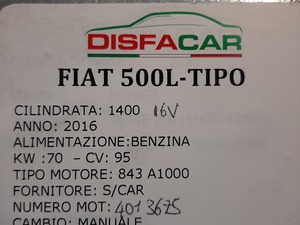 DISFACAR
FIAT 500L-TIPO
CILINDRATA: 1400 16V
ANNO: 2016
ALIMENTAZIONE:BENZINA
KW :70 - CV: 95
TIPO MOTORE: 843 A1000
FORNITORE: S/CAR
NUMERO MOT: 4013675
CAMBIO: MANUALE